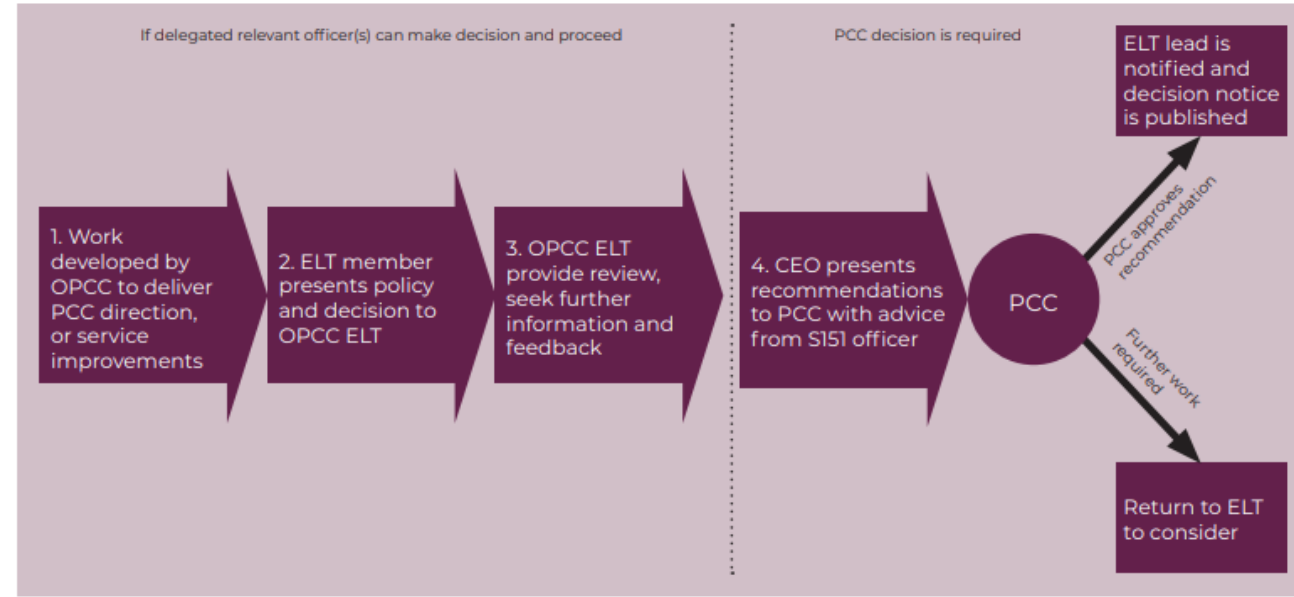 If delegated relevant officer(s) can make decision and proceed
PCC decision is required
1. Work
developed by
OPCC to deliver
PCC direction,
or service
improvements
2. ELT member
presents policy
and decision to
OPCC ELT
3. OPCC ELT
provide review,
seek further
information and
feedback
4. CEO presents
recommendations
to PCC with advice
from S151 officer
PCC
PCC approves
recommendation
ELT lead is
notified and
decision notice
is published
Further work
required
Return to ELT
to consider